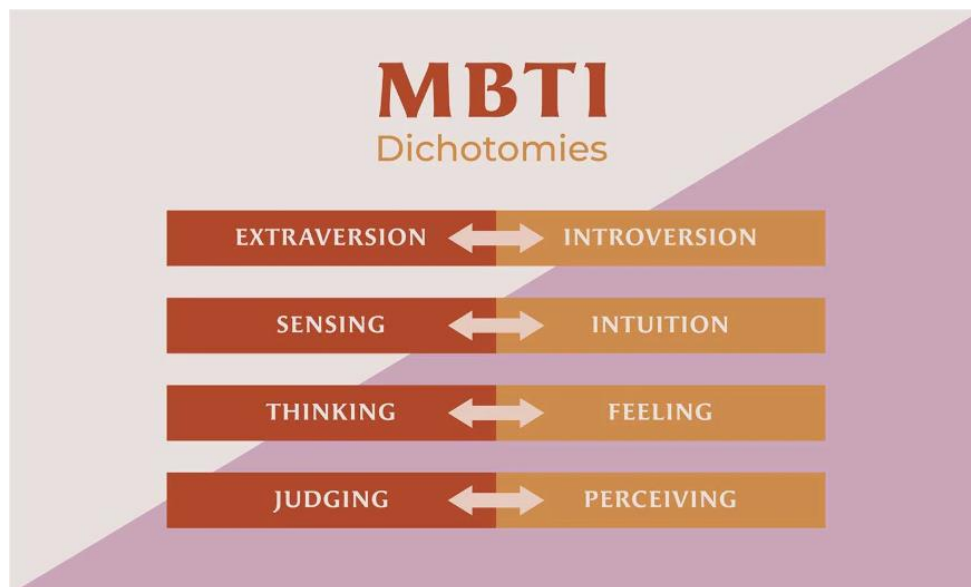 MBTI
Dichotomies
EXTRAVERSION INTROVERSION
SENSING INTUITION
THINKING FEELING
JUDGING PERCEIVING